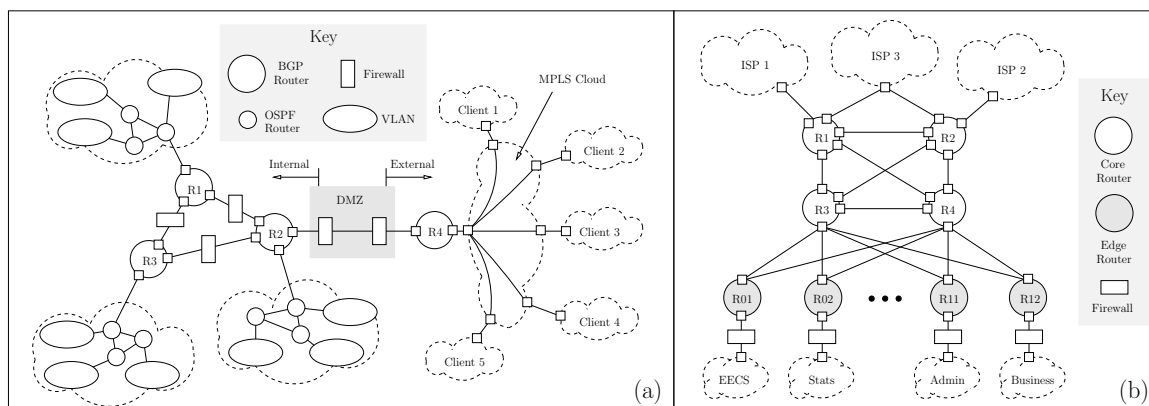 Key
BGP
Router
Firewall
OSPF
Router
VLAN
MPLS Cloud
Client 1
Client 2
Client 3
Client 4
Client 5
Internal
External
DMZ
R1
R2
R3
R4
(a)
ISP 1
ISP 3
ISP 2
R1
R2
R3
R4
R01
R02
R11
R12
EECS
Stats
Admin
Business
Key
Core
Router
Edge
Router
Firewall
(b)